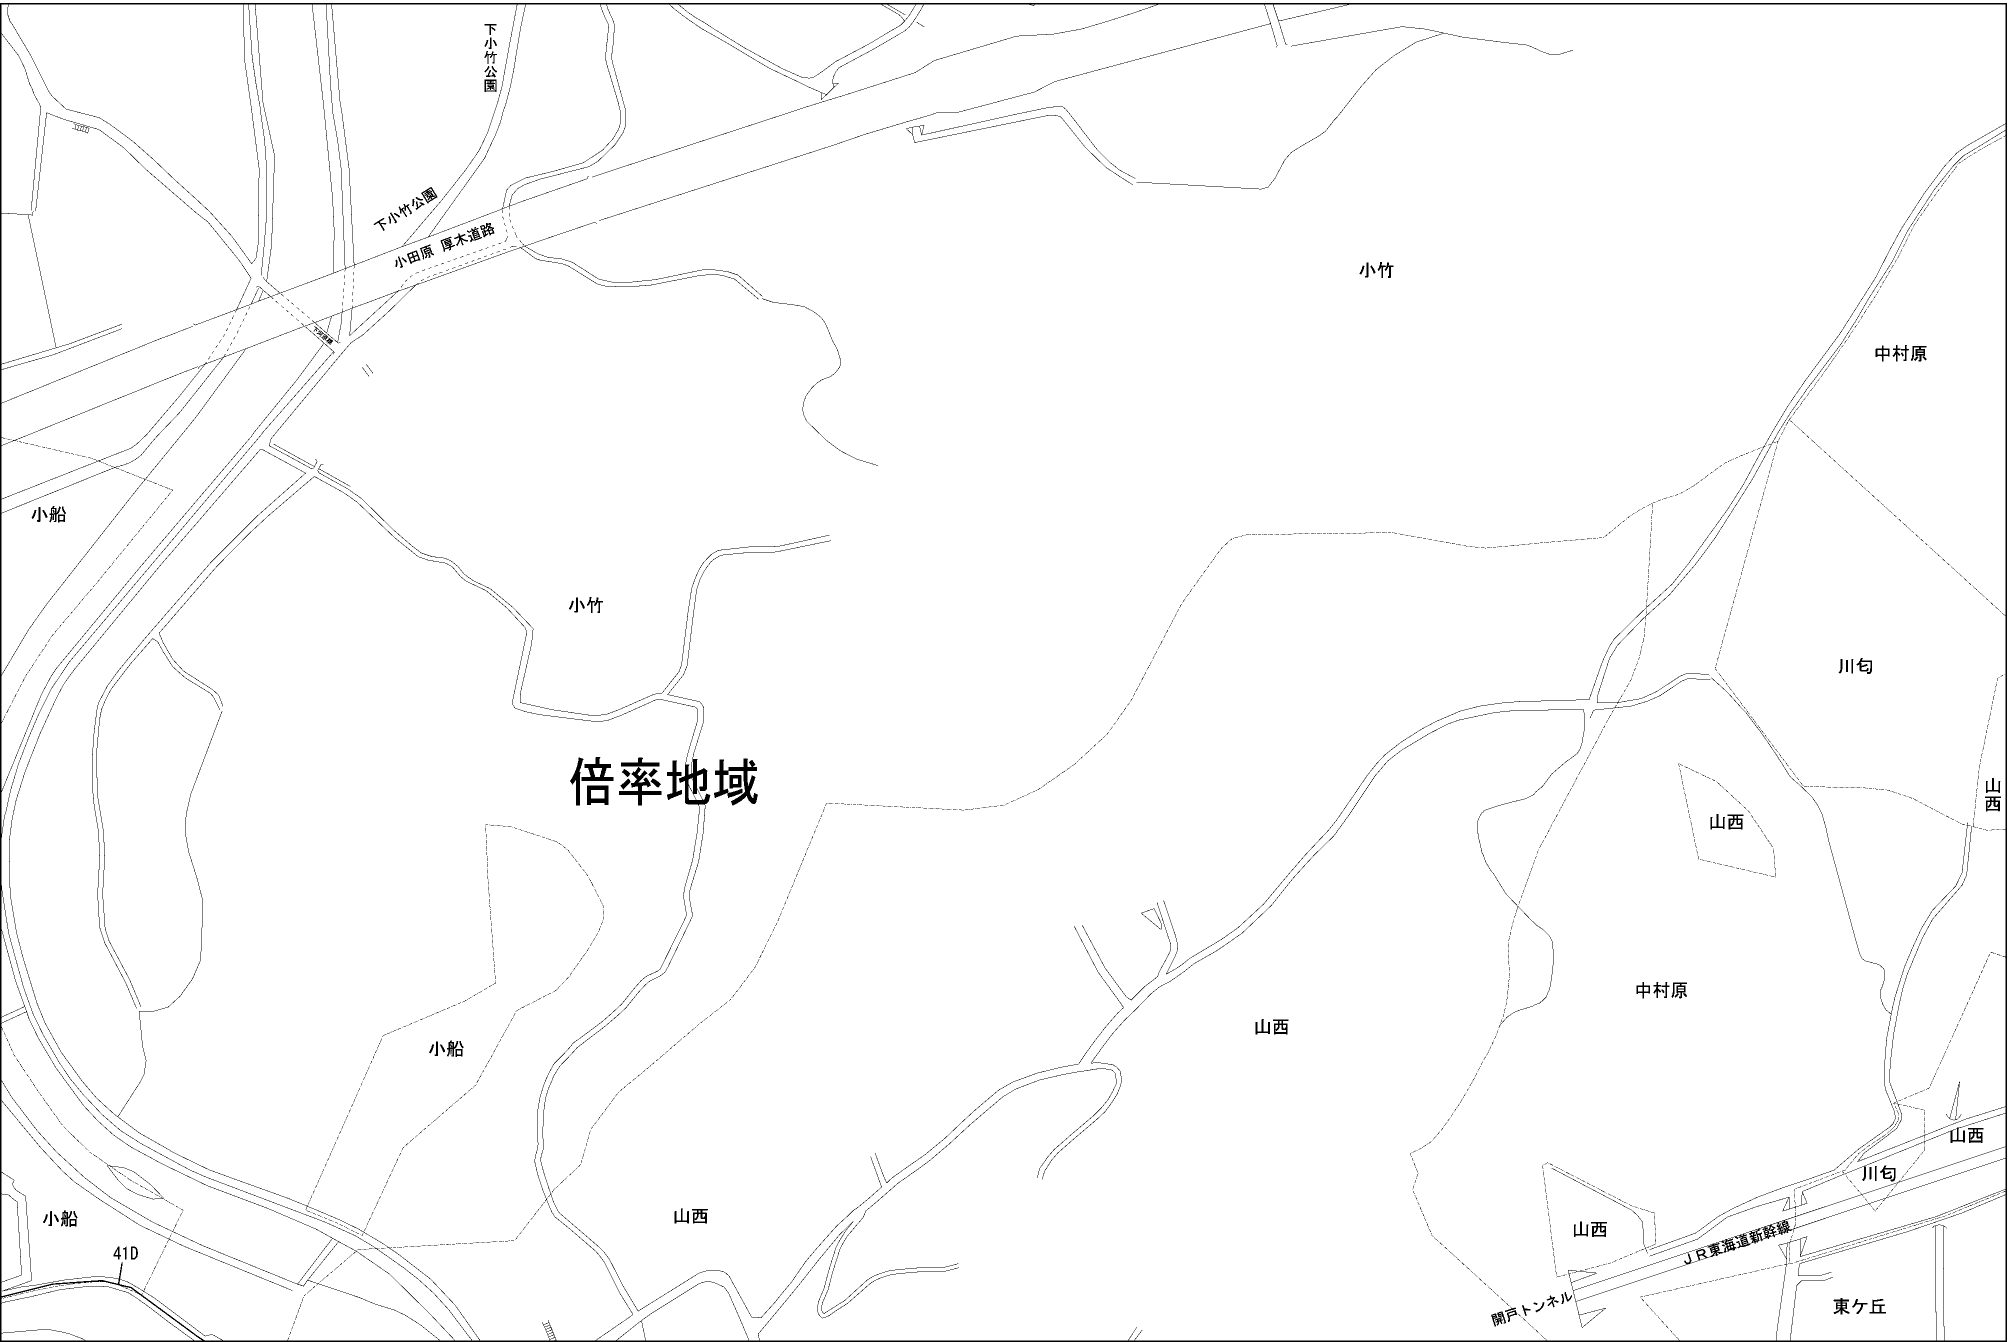 下小竹公園
下小竹公園
小田原 厚木道路
小竹
中村原
小船
小竹
川匂
倍率地域
山西
山西
中村原
山西
小船
山西
川匂
山西
小船
山西
JR東海道新幹線
41D
開戸トンネル
東ケ丘